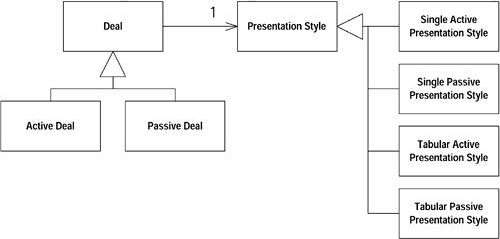 Deal
1
Presentation Style
Single Active
Presentation Style
Single Passive
Presentation Style
Active Deal
Passive Deal
Tabular Active
Presentation Style
Tabular Passive
Presentation Style